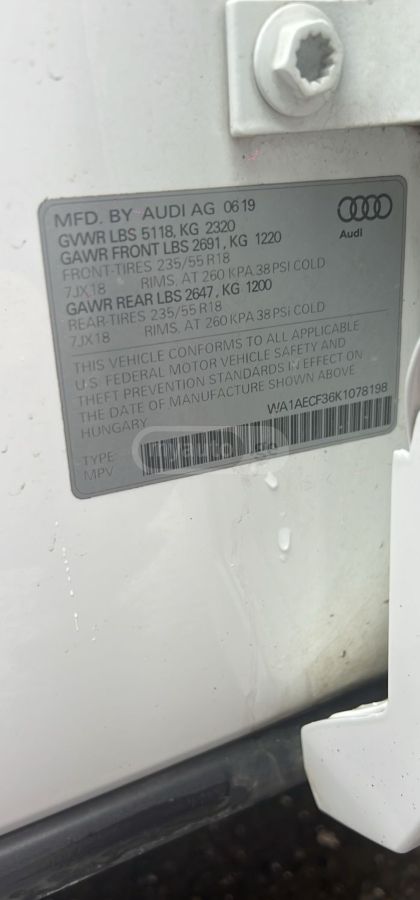 MFD. BY AUDI AG 0619
GVWR LBS 5118, KG 2320
GAWR FRONT LBS 2691, KG 1220
FRONT-TIRES 235/55 R18
7JX18 RIMS, AT 260 KPA 38 PSI COLD
GAWR REAR LBS 2647, KG 1200
REAR-TIRES 235/55 R18
7JX18 RIMS, AT 260 KPA 38 PSi COLD
THIS VEHICLE CONFORMS TO ALL APPLICABLE
U.S. FEDERAL MOTOR VEHICLE SAFETY AND
THEFT PREVENTION STANDARDS IN EFFECT ON
THE DATE OF MANUFACTURE SHOWN ABOVE
HUNGARY
WA1AECF36K1078198
TYPE
MPV
Audi
myauto.ge